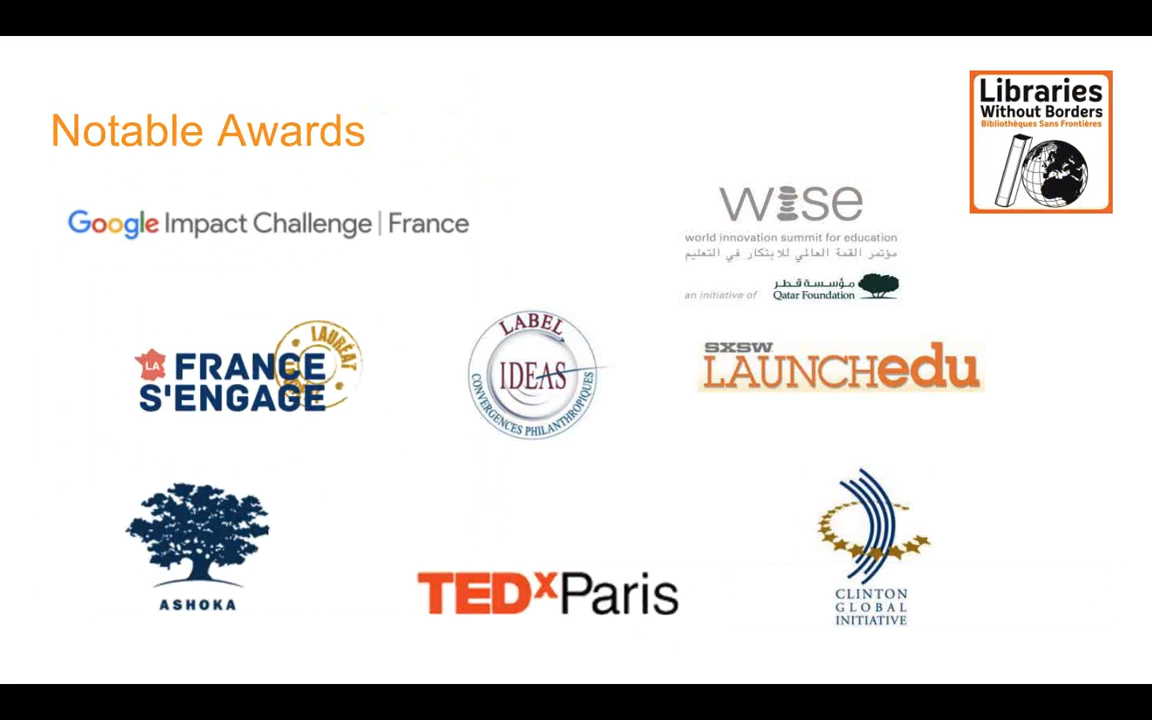 Notable Awards
Libraries
Without Borders
Bibliothèques Sans Frontières
Google Impact Challenge | France
wise
world innovation summit for education
مؤتمر القمة العالمي للابتكار في التعليم
an initiative of
مؤسسة قطر
Qatar Foundation
LA
FRANCE
S'ENGAGE
LAURÉAT
LABEL
IDEAS
CONVERGENCES PHILANTHROPIQUES
SXSW
LAUNCHedu
ASHOKA
TEDxParis
CLINTON
GLOBAL
INITIATIVE